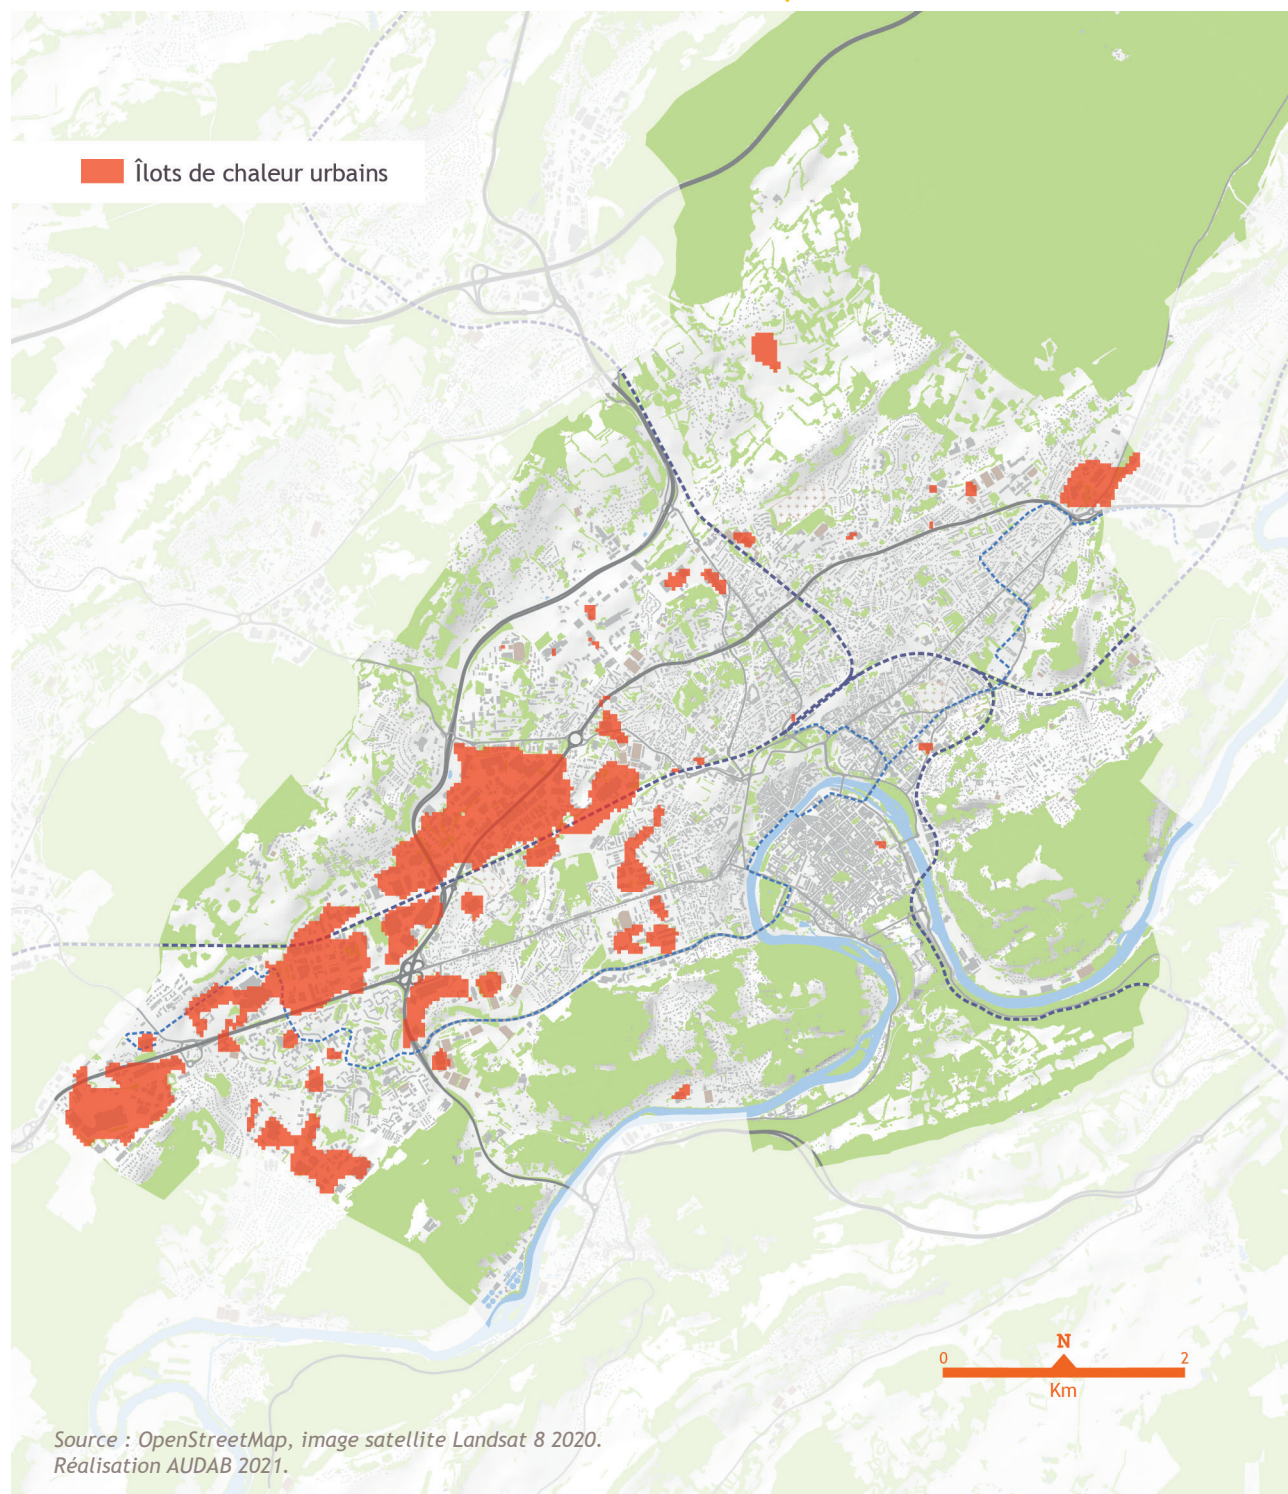 Îlots de chaleur urbains
N
0 2
Km
Source : OpenStreetMap, image satellite Landsat 8 2020.
Réalisation AUDAB 2021.